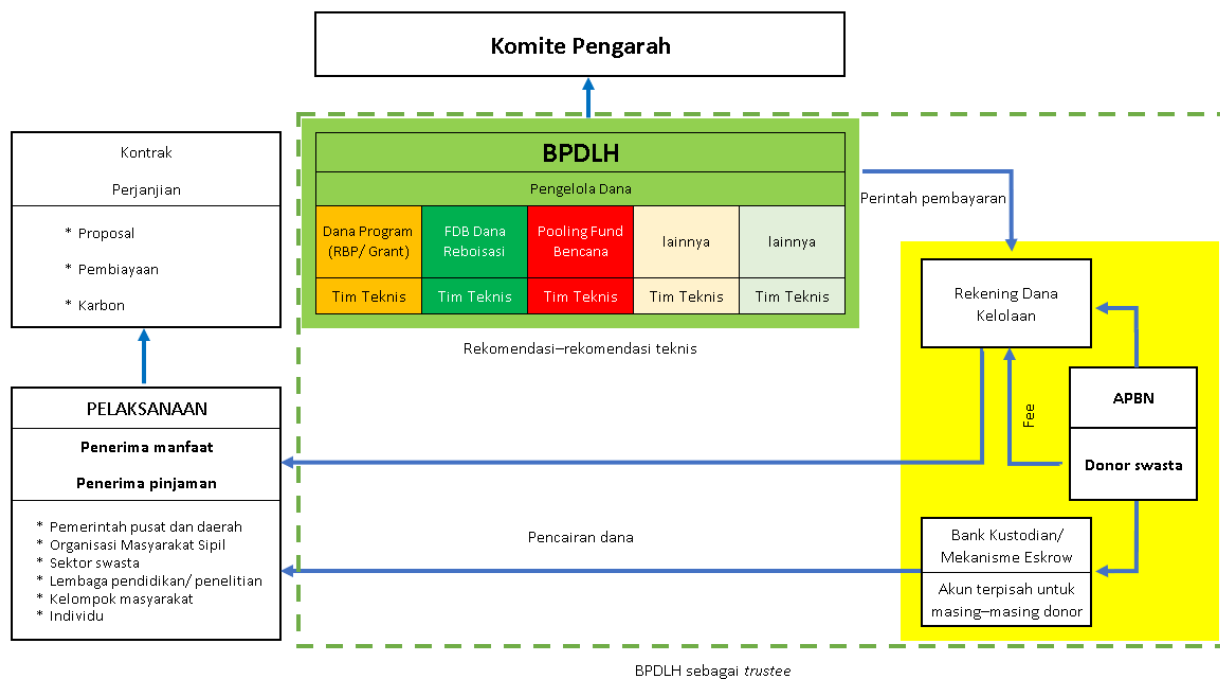 Komite Pengarah
Kontrak
Perjanjian
* Proposal
* Pembiayaan
* Karbon
BPDLH
Pengelola Dana
Dana Program
(RBP/ Grant)
FDB Dana
Reboisasi
Pooling Fund
Bencana
lainnya
lainnya
Tim Teknis
Tim Teknis
Tim Teknis
Tim Teknis
Tim Teknis
Rekomendasi–rekomendasi teknis
Perintah pembayaran
Rekening Dana
Kelolaan
APBN
Donor swasta
Fee
PELAKSANAAN
Penerima manfaat
Penerima pinjaman
* Pemerintah pusat dan daerah
* Organisasi Masyarakat Sipil
* Sektor swasta
* Lembaga pendidikan/ penelitian
* Kelompok masyarakat
* Individu
Pencairan dana
Bank Kustodian/
Mekanisme Eskrow
Akun terpisah untuk
masing–masing donor
BPDLH sebagai trustee